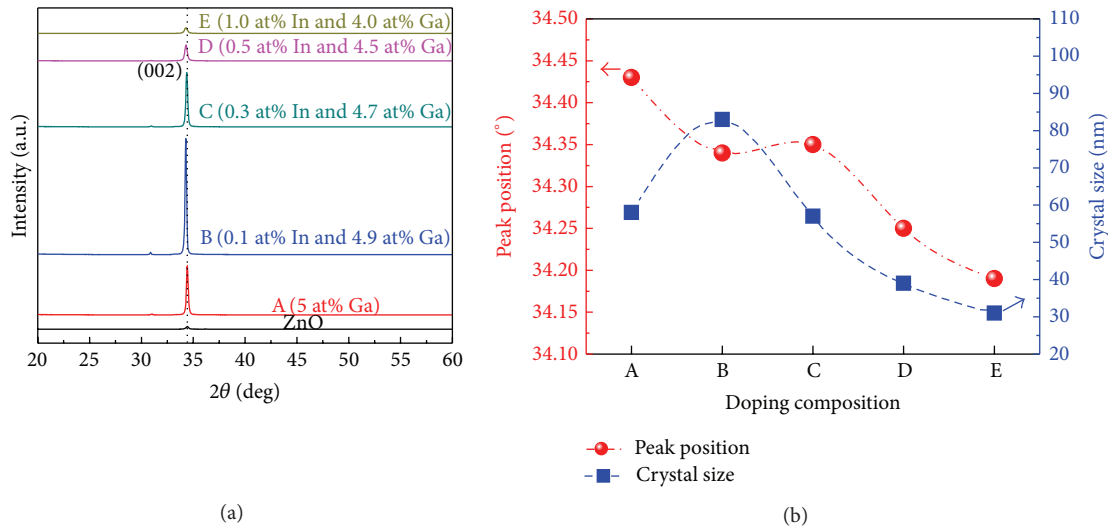 E (1.0 at% In and 4.0 at% Ga)
D (0.5 at% In and 4.5 at% Ga)
(002)
C (0.3 at% In and 4.7 at% Ga)
B (0.1 at% In and 4.9 at% Ga)
A (5 at% Ga)
ZnO
Intensity (a.u.)
20 25 30 35 40 45 50 55 60
2θ (deg)
(a)
34.50
34.45
34.40
34.35
34.30
34.25
34.20
34.15
34.10
Peak position (°)
110
100
90
80
70
60
50
40
30
20
Crystal size (nm)
A B C D E
Doping composition
Peak position
Crystal size
(b)